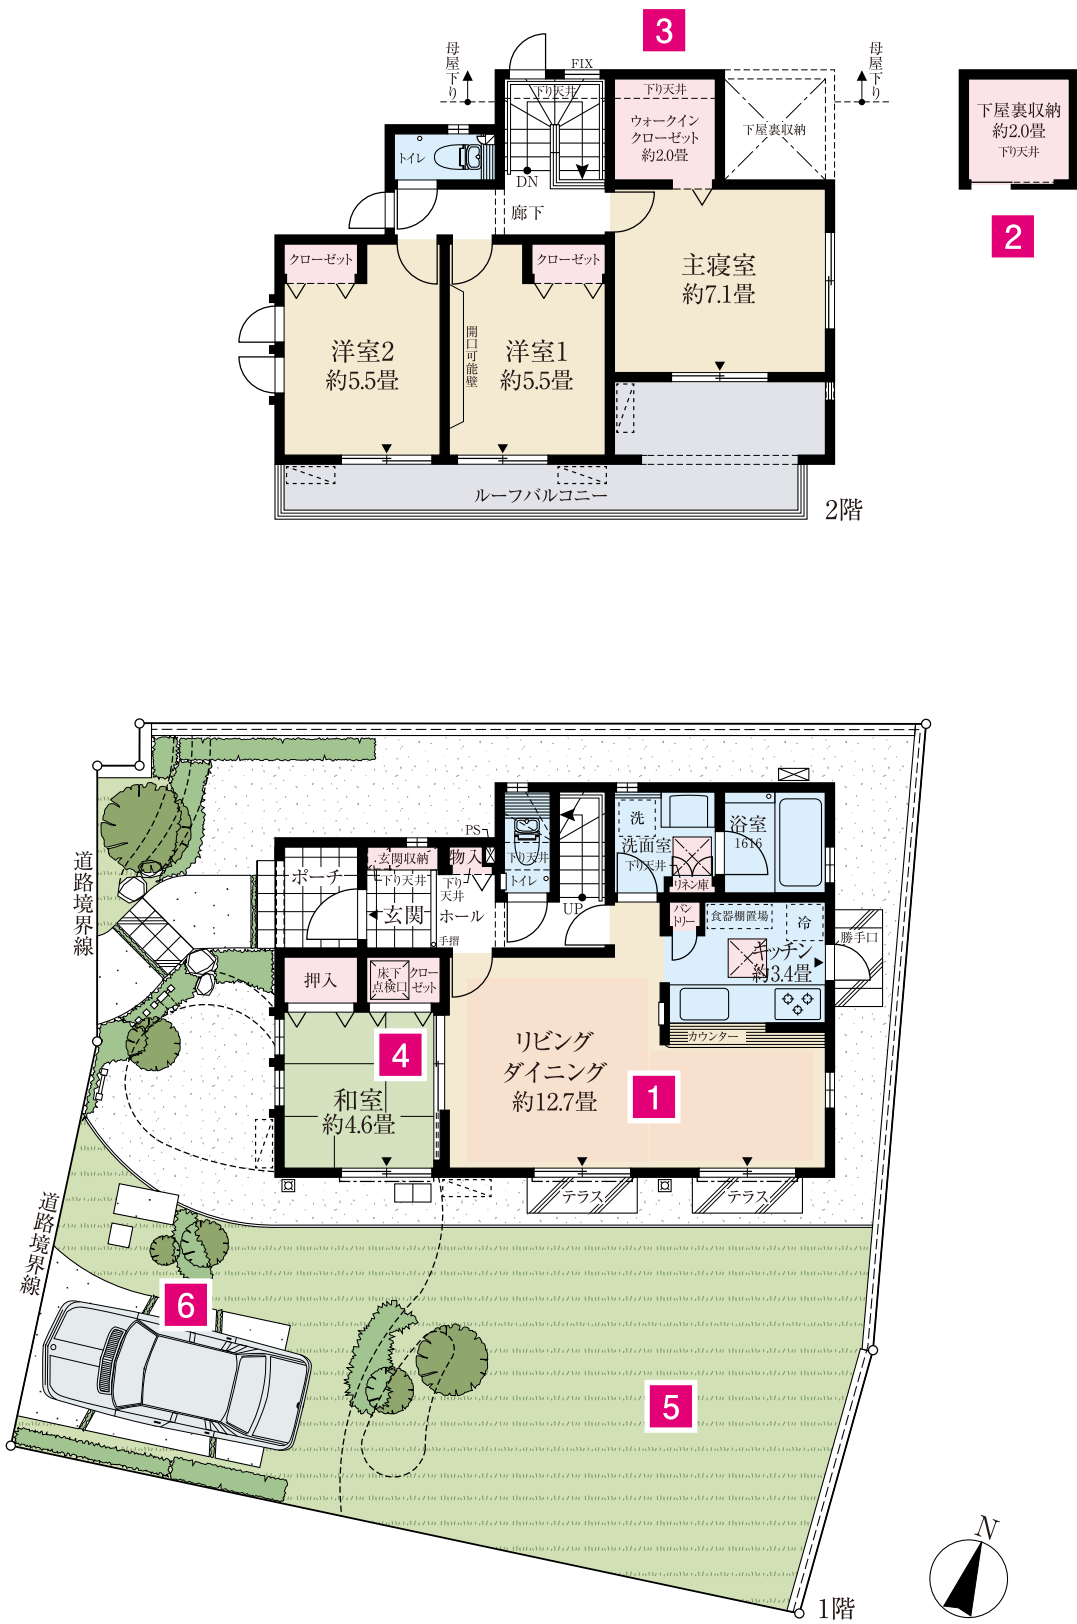 3
母屋下り
FIX
母屋下り
下り天井
下り天井
ウォークイン
クローゼット
約2.0畳
下屋裏収納
下屋裏収納
約2.0畳
下り天井
2
トイレ
DN
廊下
クローゼット
クローゼット
主寝室
約7.1畳
洋室2
約5.5畳
開口可能壁
洋室1
約5.5畳
ルーフバルコニー
2階
道路境界線
ポーチ
玄関収納
下り天井
玄関
PS
物入
下り
天井
ホール
手摺
下り天井
トイレ
UP
洗
洗面室
下り天井
リネン庫
浴室
1616
パン
トリー
食器棚置場
冷
キッチン
約3.4畳
勝手口
カウンター
押入
床下
点検口
クロー
ゼット
4
和室
約4.6畳
リビング
ダイニング
約12.7畳
1
テラス
テラス
道路境界線
6
5
N
1階